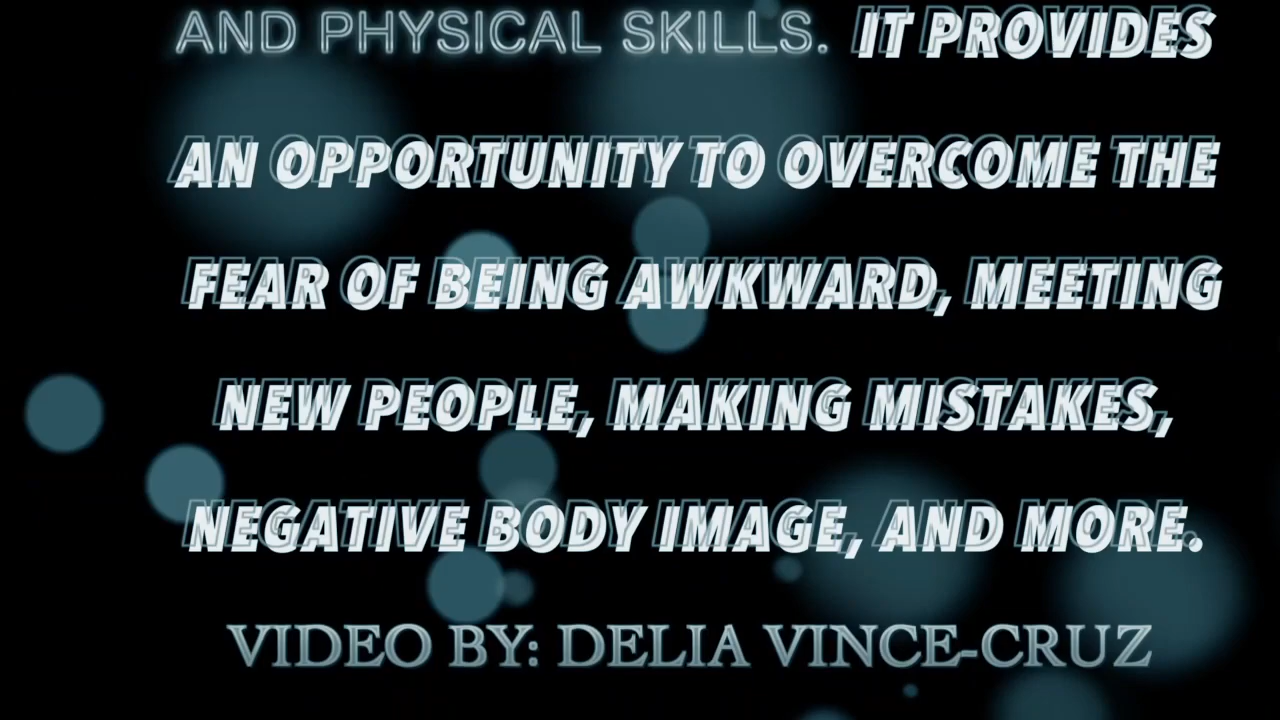 AND PHYSICAL SKILLS. IT PROVIDES
AN OPPORTUNITY TO OVERCOME THE
FEAR OF BEING AWKWARD, MEETING
NEW PEOPLE, MAKING MISTAKES,
NEGATIVE BODY IMAGE, AND MORE.
VIDEO BY: DELIA VINCE-CRUZ